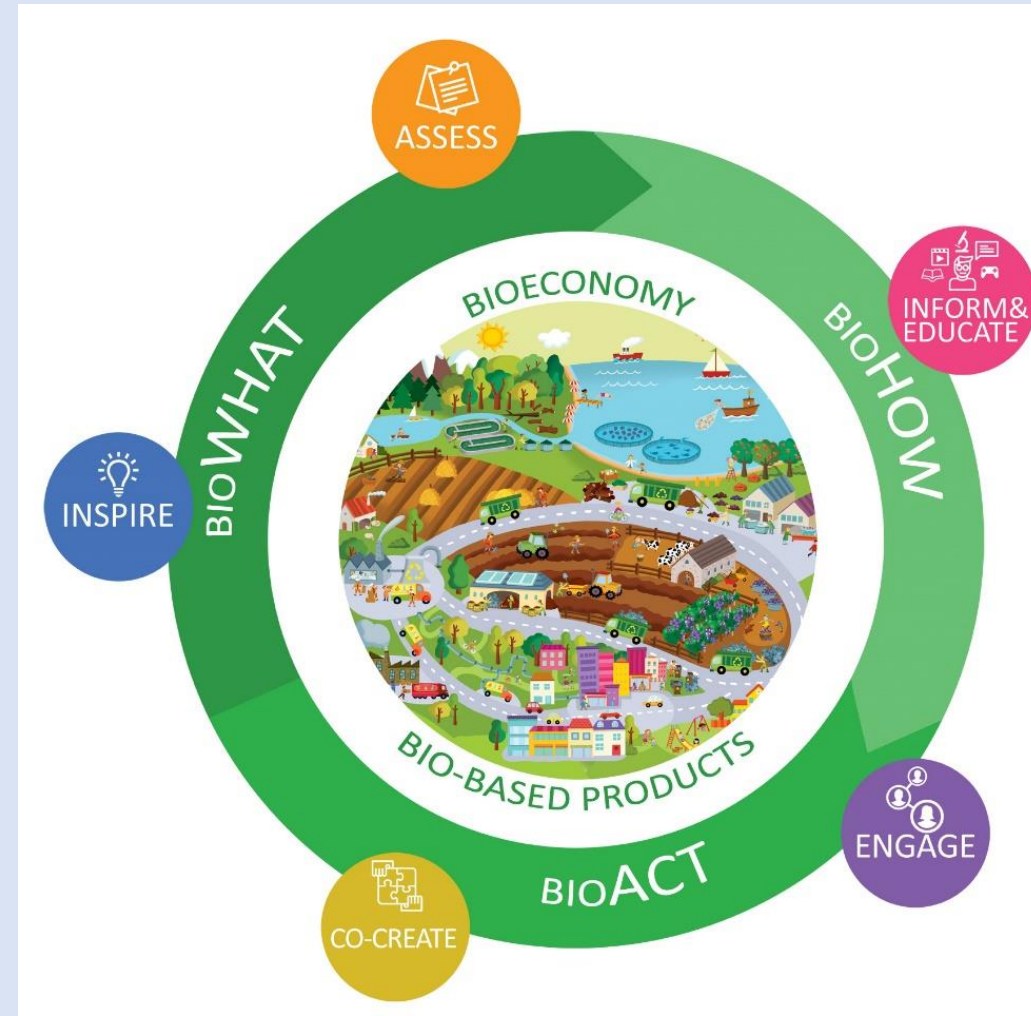 ASSESS
BIOECONOMY
INFORM&
EDUCATE
BIOHOW
BIOWHAT
INSPIRE
BIO-BASED PRODUCTS
ENGAGE
BIOACT
CO-CREATE